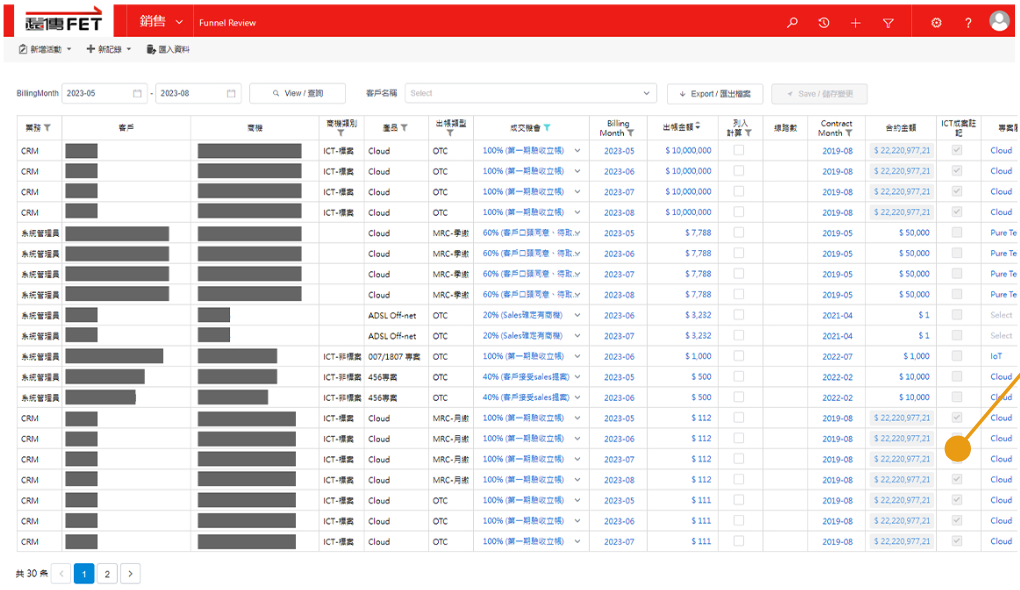 遠傳FET 銷售 Funnel Review
新增活動 新記錄 匯入資料
BillingMonth 2023-05 - 2023-08 View / 查詢 客戶名稱 Select Export / 匯出檔案 Save / 儲存變更
業務 客戶 商機 商機類別 產品 出帳類型 成交機會 Billing Month 出帳金額 列入計算 線路數 Contract Month 合約金額 ICT成案註記 專案
CRM ICT-標案 Cloud OTC 100% (第一期驗收立帳) 2023-05 $ 10,000,000 2019-08 $ 22,220,977,21 Cloud
CRM ICT-標案 Cloud OTC 100% (第一期驗收立帳) 2023-06 $ 10,000,000 2019-08 $ 22,220,977,21 Cloud
CRM ICT-標案 Cloud OTC 100% (第一期驗收立帳) 2023-07 $ 10,000,000 2019-08 $ 22,220,977,21 Cloud
CRM ICT-標案 Cloud OTC 100% (第一期驗收立帳) 2023-08 $ 10,000,000 2019-08 $ 22,220,977,21 Cloud
系統管理員 Cloud MRC-季繳 60% (客戶口頭同意、待取 2023-05 $ 7,788 2019-05 $ 50,000 Pure Te
系統管理員 Cloud MRC-季繳 60% (客戶口頭同意、待取 2023-06 $ 7,788 2019-05 $ 50,000 Pure Te
系統管理員 Cloud MRC-季繳 60% (客戶口頭同意、待取 2023-07 $ 7,788 2019-05 $ 50,000 Pure Te
系統管理員 Cloud MRC-季繳 60% (客戶口頭同意、待取 2023-08 $ 7,788 2019-05 $ 50,000 Pure Te
系統管理員 ADSL Off-net OTC 20% (Sales確定有商機) 2023-06 $ 3,232 2021-04 $ 1 Select
系統管理員 ADSL Off-net OTC 20% (Sales確定有商機) 2023-07 $ 3,232 2021-04 $ 1 Select
系統管理員 ICT-非標案 007/1807 專案 OTC 100% (第一期驗收立帳) 2023-06 $ 1,000 2022-07 $ 1,000 IoT
系統管理員 ICT-非標案 456專案 OTC 40% (客戶接受sales提案) 2023-05 $ 500 2022-02 $ 10,000 Cloud
系統管理員 ICT-非標案 456專案 OTC 40% (客戶接受sales提案) 2023-06 $ 500 2022-02 $ 10,000 Cloud
CRM ICT-標案 Cloud MRC-月繳 100% (第一期驗收立帳) 2023-05 $ 112 2019-08 $ 22,220,977,21 Cloud
CRM ICT-標案 Cloud MRC-月繳 100% (第一期驗收立帳) 2023-06 $ 112 2019-08 $ 22,220,977,21 Cloud
CRM ICT-標案 Cloud MRC-月繳 100% (第一期驗收立帳) 2023-07 $ 112 2019-08 $ 22,220,977,21 Cloud
CRM ICT-標案 Cloud MRC-月繳 100% (第一期驗收立帳) 2023-08 $ 112 2019-08 $ 22,220,977,21 Cloud
CRM ICT-標案 Cloud OTC 100% (第一期驗收立帳) 2023-05 $ 111 2019-08 $ 22,220,977,21 Cloud
CRM ICT-標案 Cloud OTC 100% (第一期驗收立帳) 2023-06 $ 111 2019-08 $ 22,220,977,21 Cloud
CRM ICT-標案 Cloud OTC 100% (第一期驗收立帳) 2023-07 $ 111 2019-08 $ 22,220,977,21 Cloud
共 30 條 1 2